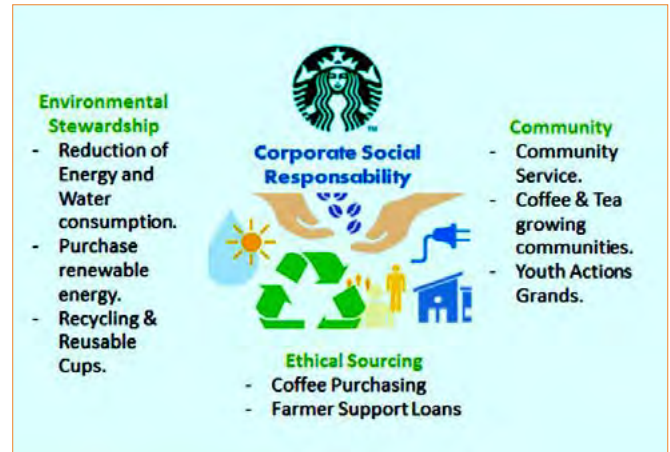 Corporate Social
Responsability
Environmental
Stewardship
- Reduction of
Energy and
Water
consumption.
- Purchase
renewable
energy.
- Recycling &
Reusable
Cups.
Community
- Community
Service.
- Coffee & Tea
growing
communities.
- Youth Actions
Grands.
Ethical Sourcing
- Coffee Purchasing
- Farmer Support Loans